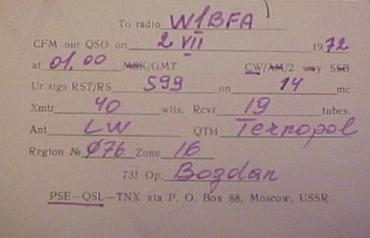 To radio W1BFA
CFM our QSO on 2 VII 1972
at 01.00 MSK/GMT CW/AM/2 way SSB
Ur sigs RST/RS 599 on 14 mc
Xmtr 40 wtts. Rcvr 19 tubes.
Ant LW QTH Ternopol
Region № Ø76 Zone 16
73! Op. Bogdan
PSE-QSL-TNX via P. O. Box 88, Moscow, USSR